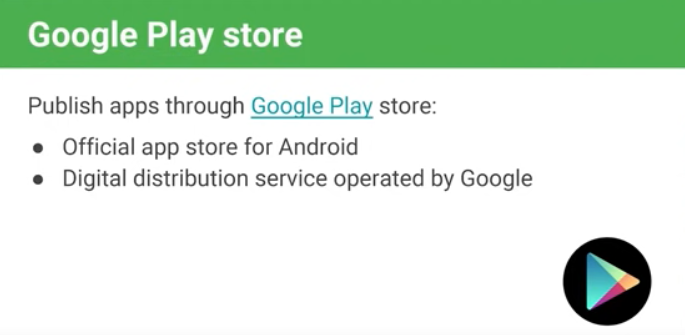 Google Play store
Publish apps through Google Play store:
● Official app store for Android
● Digital distribution service operated by Google